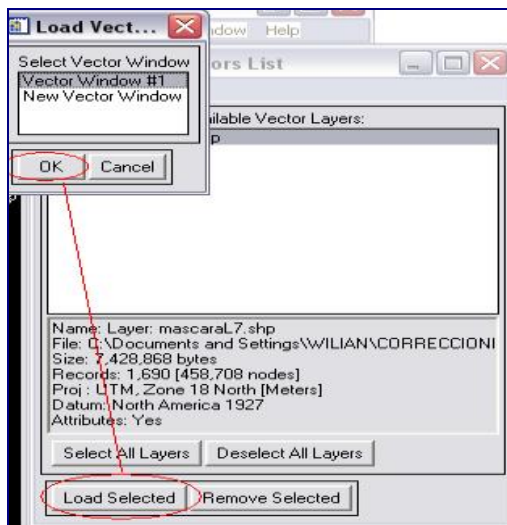 Load Vect...
Help
Select Vector Window
Vector Window #1
New Vector Window
OK
Cancel
List
Vector Layers:
Name: Layer: mascaraL7.shp
File: C:\Documents and Settings\WILIAN\CORRECCIONI
Size: 7,428,868 bytes
Records: 1,690 [458,708 nodes]
Proj : UTM, Zone 18 North [Meters]
Datum: North America 1927
Attributes: Yes
Select All Layers
Deselect All Layers
Load Selected
Remove Selected